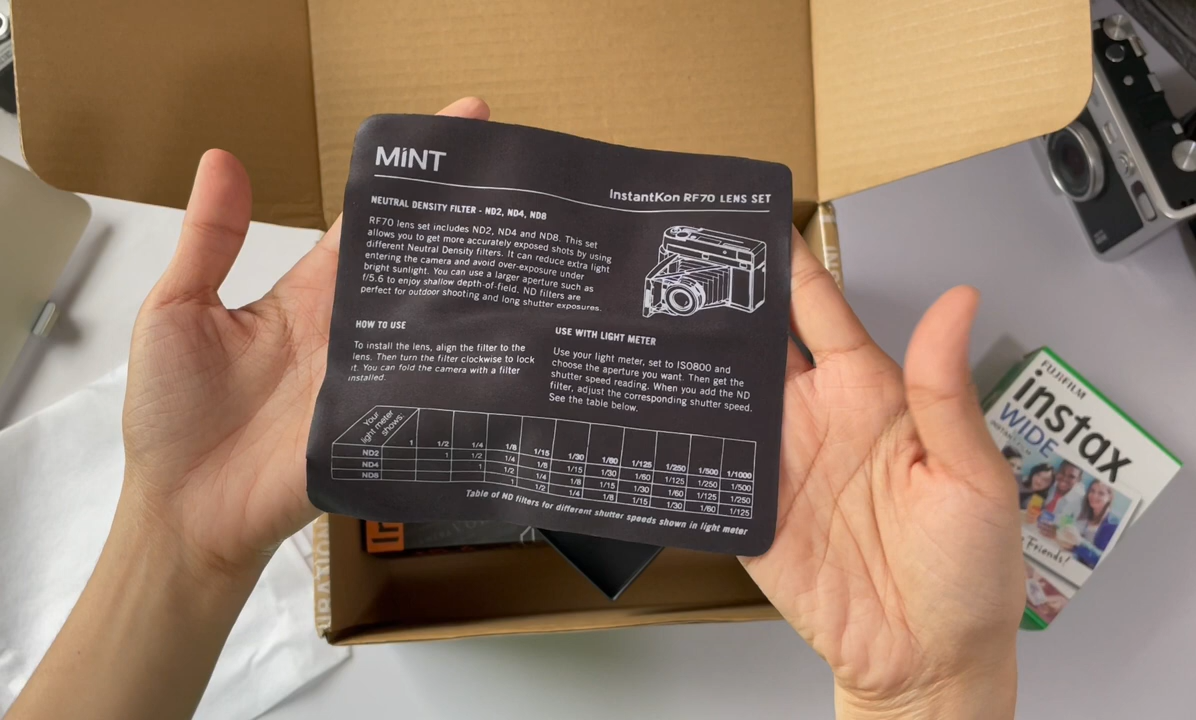 MiNT
InstantKon RF70 LENS SET
NEUTRAL DENSITY FILTER - ND2, ND4, ND8
RF70 lens set includes ND2, ND4 and ND8. This set
allows you to get more accurately exposed shots by using
different Neutral Density filters. It can reduce extra light
entering the camera and avoid over-exposure under
bright sunlight. You can use a larger aperture such as
f/5.6 to enjoy shallow depth-of-field. ND filters are
perfect for outdoor shooting and long shutter exposures.
HOW TO USE
To install the lens, align the filter to the
lens. Then turn the filter clockwise to lock
it. You can fold the camera with a filter
installed.
USE WITH LIGHT METER
Use your light meter, set to ISO800 and
choose the aperture you want. Then get the
shutter speed reading. When you add the ND
filter, adjust the corresponding shutter speed.
See the table below.
Your
light meter
shows:
1 1/2 1/4 1/8 1/15 1/30 1/60 1/125 1/250 1/500 1/1000
ND2 1 1/2 1/4 1/8 1/15 1/30 1/60 1/125 1/250 1/500
ND4 1 1/2 1/4 1/8 1/15 1/30 1/60 1/125 1/250
ND8 1 1/2 1/4 1/8 1/15 1/30 1/60 1/125
Table of ND filters for different shutter speeds shown in light meter
FUJIFILM
instax
WIDE
Friends!
In